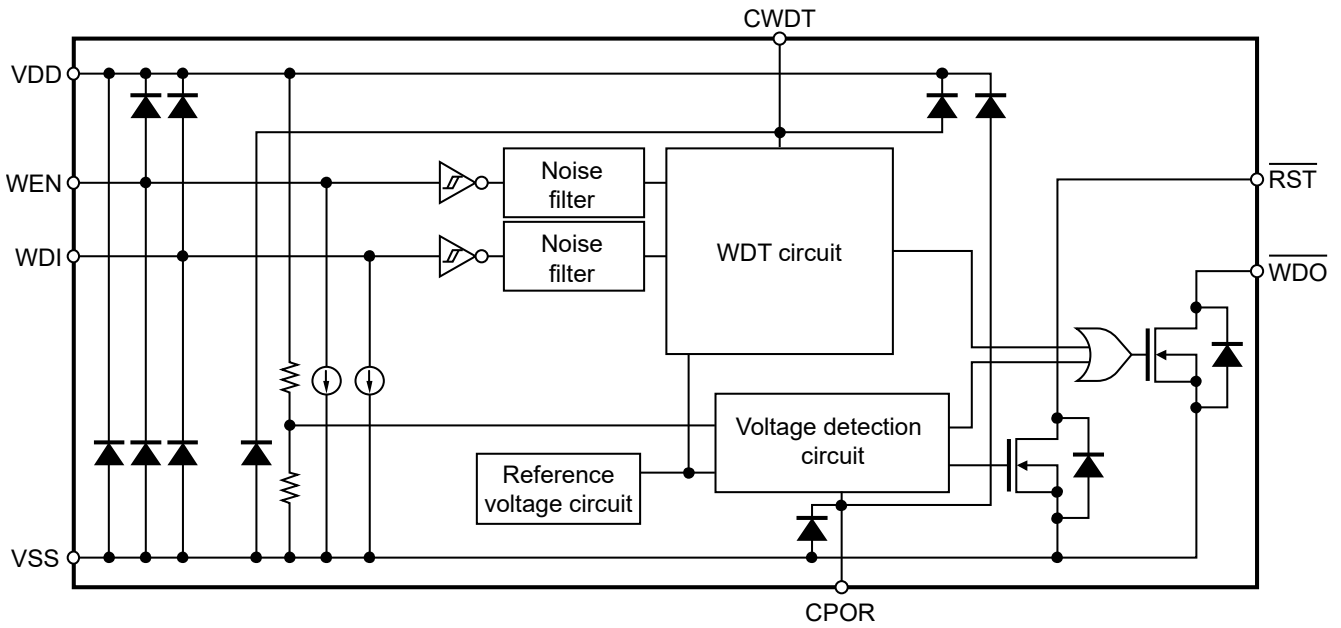 CWDT
VDD
WEN
Noise
filter
RST
WDI
Noise
filter
WDT circuit
WDO
Voltage detection
circuit
Reference
voltage circuit
VSS
CPOR